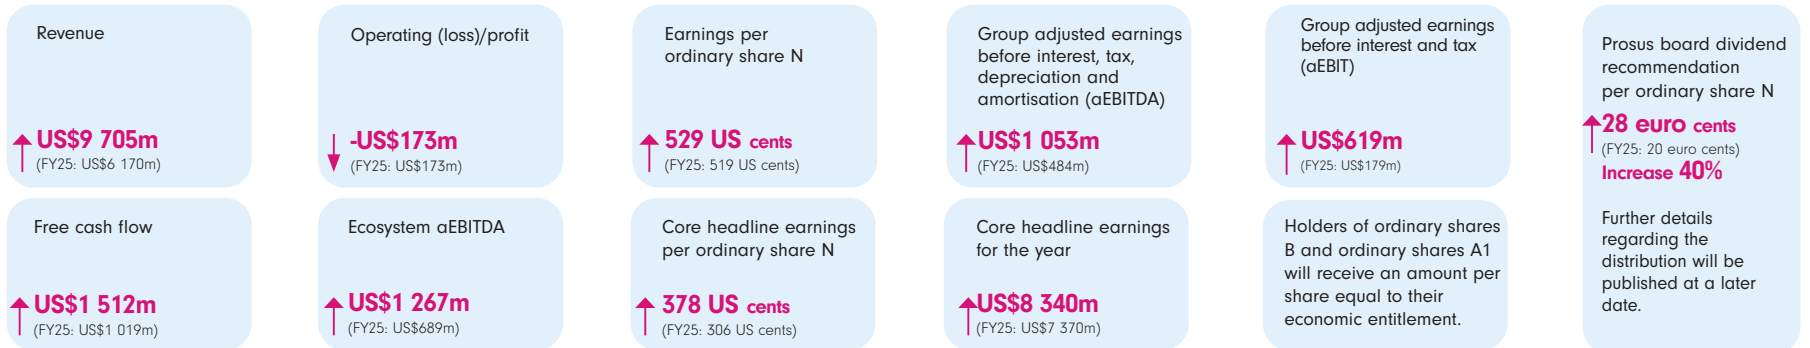 Revenue
US$9 705m
(FY25: US$6 170m)
Operating (loss)/profit
-US$173m
(FY25: US$173m)
Earnings per
ordinary share N
529 US cents
(FY25: 519 US cents)
Group adjusted earnings
before interest, tax,
depreciation and
amortisation (aEBITDA)
US$1 053m
(FY25: US$484m)
Group adjusted earnings
before interest and tax
(aEBIT)
US$619m
(FY25: US$179m)
Prosus board dividend
recommendation
per ordinary share N
28 euro cents
(FY25: 20 euro cents)
Increase 40%
Further details
regarding the
distribution will be
published at a later
date.
Free cash flow
US$1 512m
(FY25: US$1 019m)
Ecosystem aEBITDA
US$1 267m
(FY25: US$689m)
Core headline earnings
per ordinary share N
378 US cents
(FY25: 306 US cents)
Core headline earnings
for the year
US$8 340m
(FY25: US$7 370m)
Holders of ordinary shares
B and ordinary shares A1
will receive an amount per
share equal to their
economic entitlement.